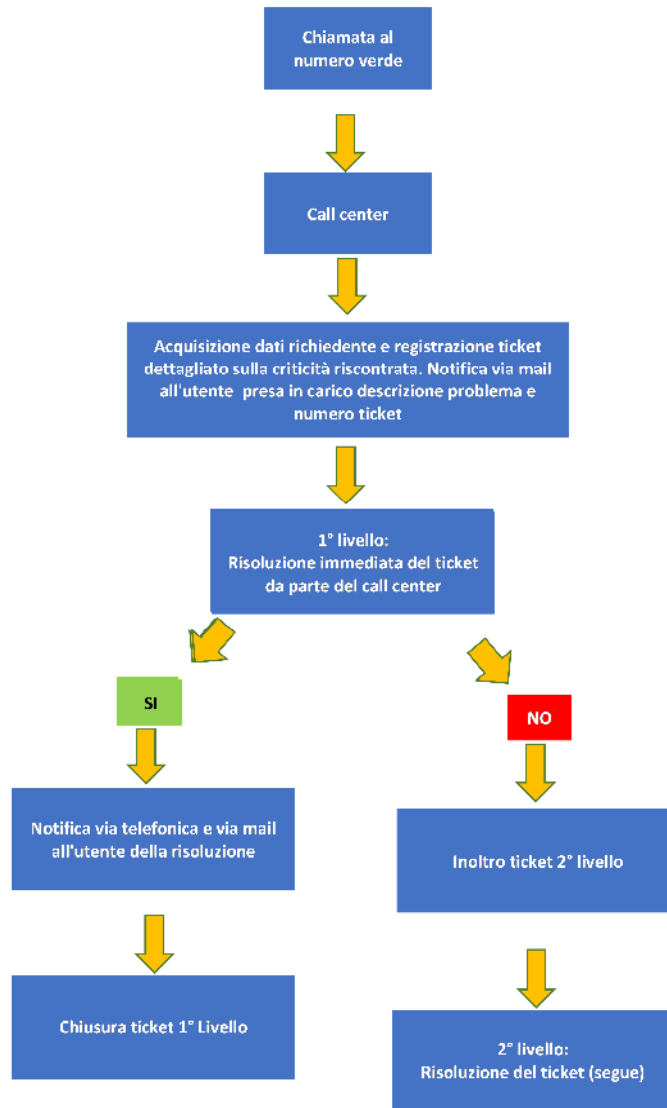 Chiamata al
numero verde
Call center
Acquisizione dati richiedente e registrazione ticket
dettagliato sulla criticità riscontrata. Notifica via mail
all'utente presa in carico descrizione problema e
numero ticket
1° livello:
Risoluzione immediata del ticket
da parte del call center
SI
NO
Notifica via telefonica e via mail
all'utente della risoluzione
Inoltro ticket 2° livello
Chiusura ticket 1° Livello
2° livello:
Risoluzione del ticket (segue)